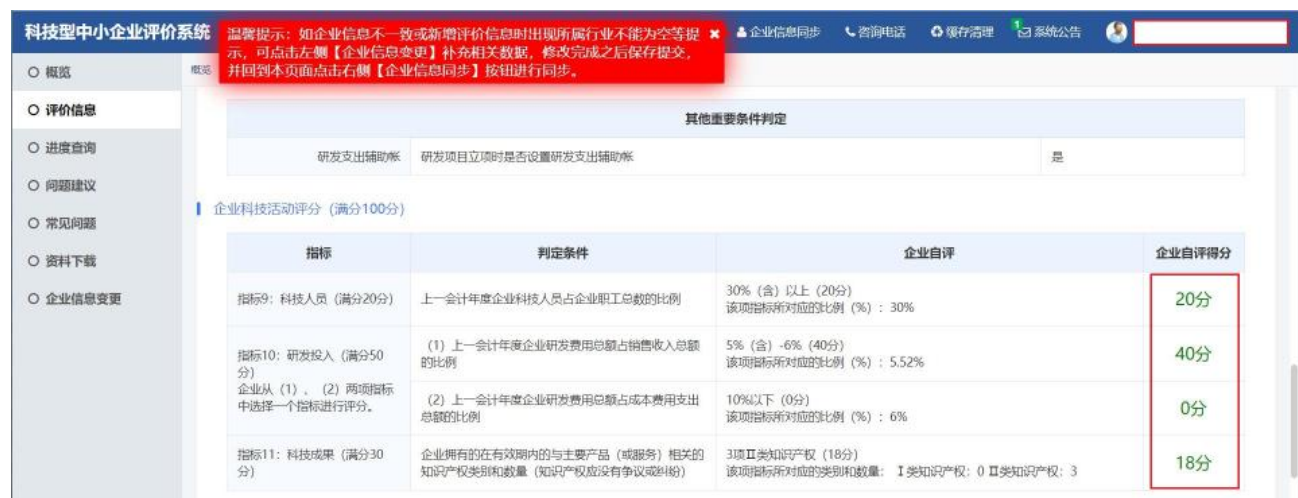 科技型中小企业评价系统
温馨提示：如企业信息不一致或新增评价信息时出现所属行业不能为空等提
示，可点击左侧【企业信息变更】补充相关数据，修改完成之后保存提交，
并回到本页面点击右侧【企业信息同步】按钮进行同步。
×
企业信息同步
咨询电话
缓存清理
1
系统公告
概览
评价信息
进度查询
问题建议
常见问题
资料下载
企业信息变更
概览
其他重要条件判定
研发支出辅助帐
研发项目立项时是否设置研发支出辅助帐
是
企业科技活动评分（满分100分）
指标
判定条件
企业自评
企业自评得分
指标9：科技人员（满分20分）
上一会计年度企业科技人员占企业职工总数的比例
30%（含）以上（20分）
该项指标所对应的比例（%）: 30%
20分
指标10：研发投入（满分50
分）
企业从（1）、（2）两项指标
中选择一个指标进行评分。
（1）上一会计年度企业研发费用总额占销售收入总额
的比例
5%（含）-6%（40分）
该项指标所对应的比例（%）: 5.52%
40分
（2）上一会计年度企业研发费用总额占成本费用支出
总额的比例
10%以下（0分）
该项指标所对应的比例（%）: 6%
0分
指标11：科技成果（满分30
分）
企业拥有的在有效期内的与主要产品（或服务）相关的
知识产权类别和数量（知识产权应没有争议或纠纷）
3项Ⅱ类知识产权（18分）
该项指标所对应的类别和数量: Ⅰ类知识产权: 0 Ⅱ类知识产权: 3
18分